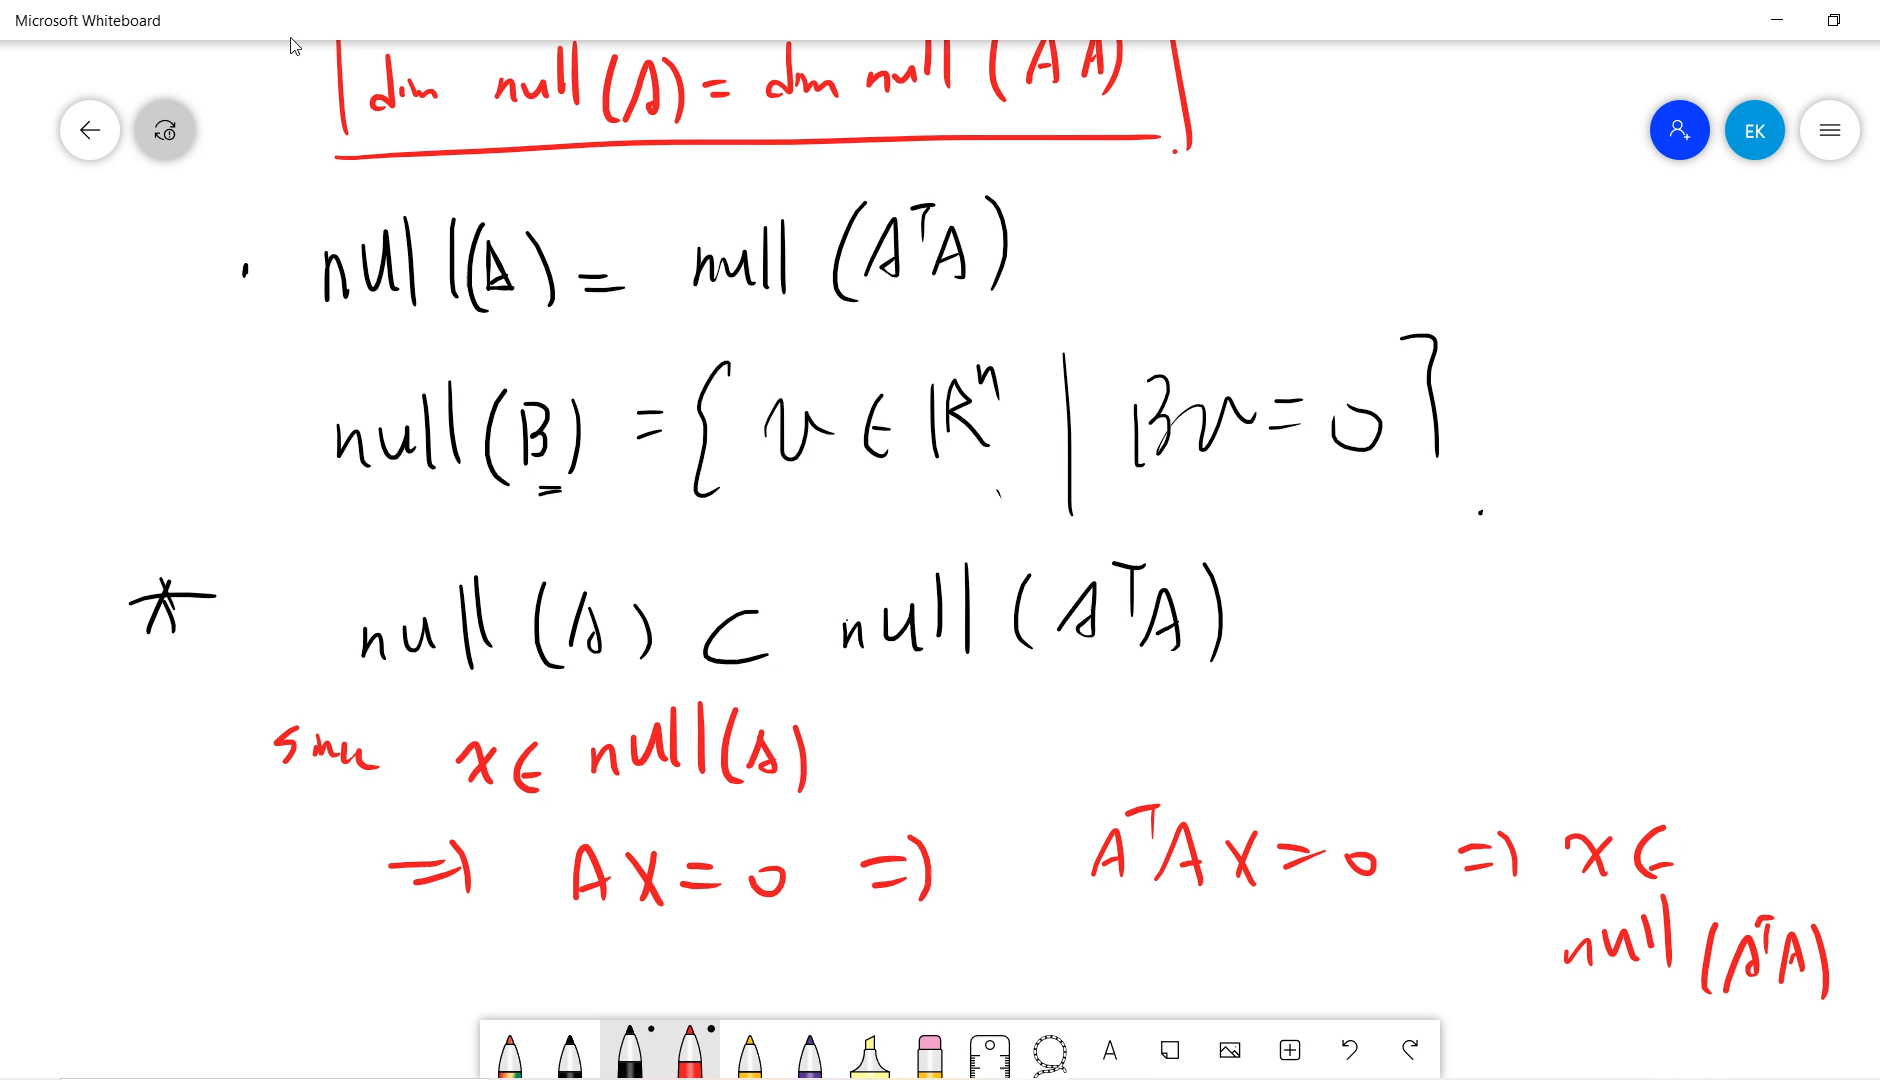 Microsoft Whiteboard
dim null (A) = dim null (A A)
EK
· null (A) = null (AᵀA)
null (B) = { v ∈ ℝⁿ | Bv = 0 }.
* null (A) ⊂ null (AᵀA)
since x ∈ null (A)
⇒ Ax = 0 ⇒ AᵀAx = 0 ⇒ x ∈
null (AᵀA)
A